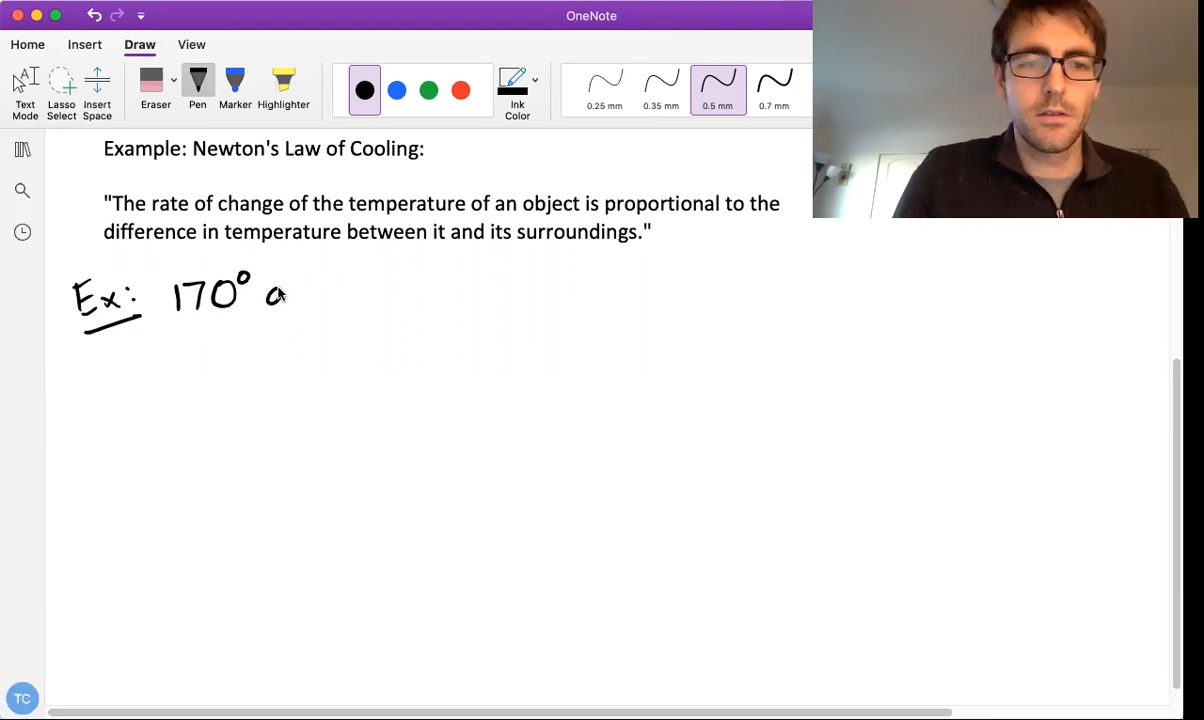 OneNote
Home Insert Draw View
Text Mode
Lasso Select
Insert Space
Eraser
Pen
Marker
Highlighter
Ink Color
0.25 mm
0.35 mm
0.5 mm
0.7 mm
Example: Newton's Law of Cooling:
"The rate of change of the temperature of an object is proportional to the
difference in temperature between it and its surroundings."
Ex: 170°
TC